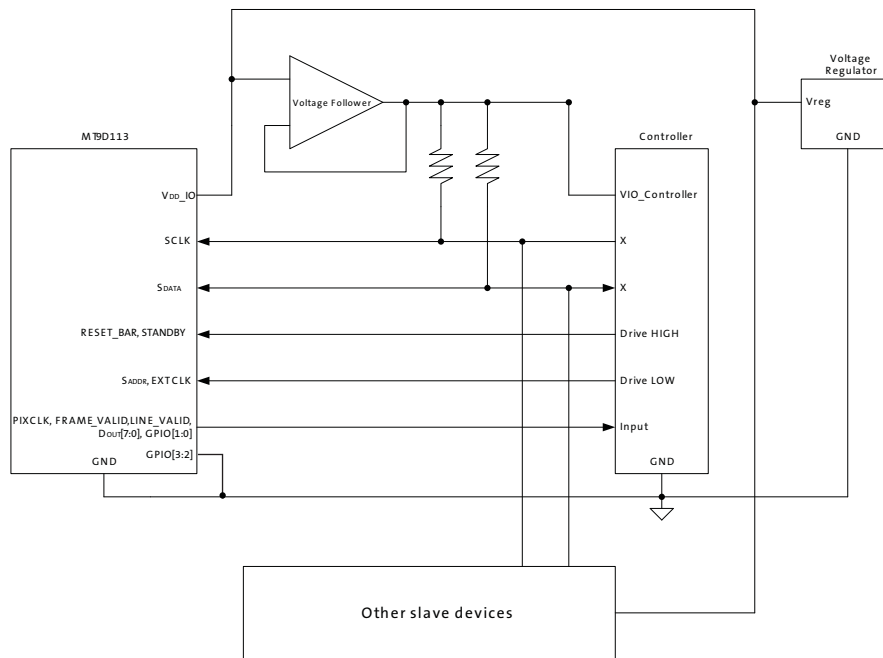 Voltage
Regulator
Voltage Follower
Vreg
GND
MT9D113
Controller
VDD_IO
VIO_Controller
SCLK
X
SDATA
X
RESET_BAR, STANDBY
Drive HIGH
SADDR, EXTCLK
Drive LOW
PIXCLK, FRAME_VALID,LINE_VALID,
DOUT[7:0], GPIO[1:0]
Input
GPIO[3:2]
GND
GND
Other slave devices